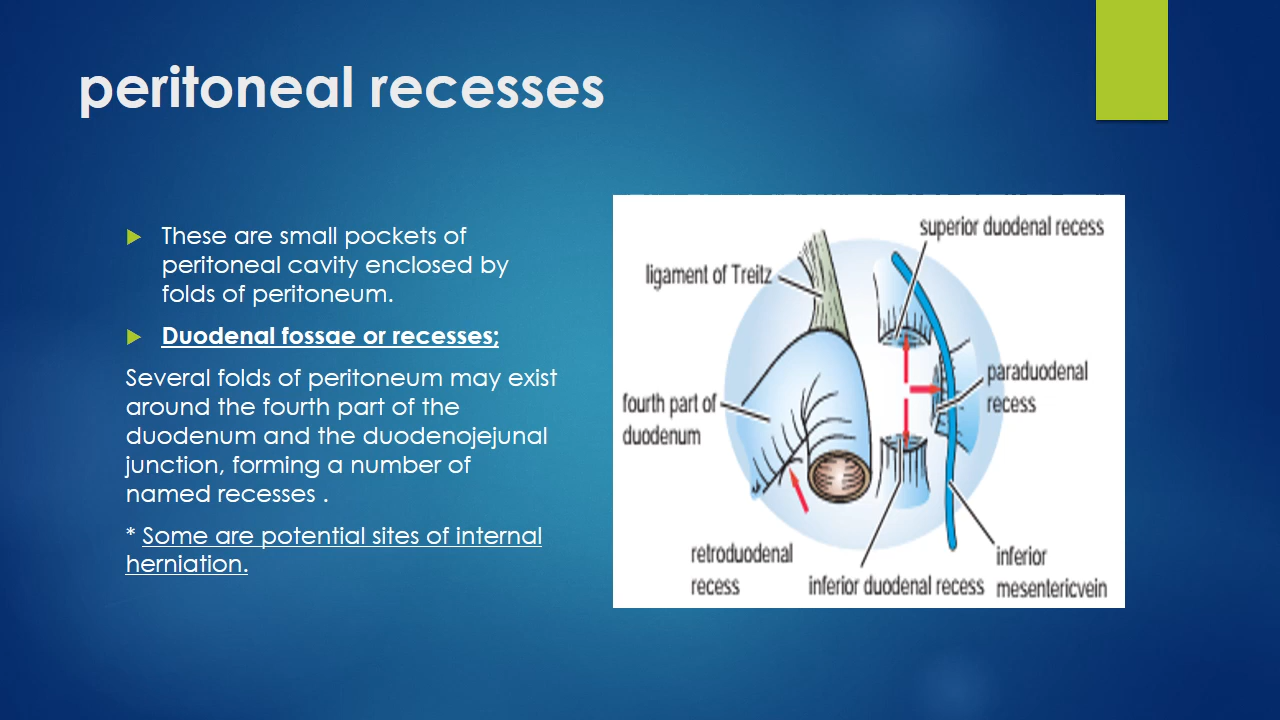 peritoneal recesses
These are small pockets of
peritoneal cavity enclosed by
folds of peritoneum.
Duodenal fossae or recesses;
Several folds of peritoneum may exist
around the fourth part of the
duodenum and the duodenojejunal
junction, forming a number of
named recesses .
* Some are potential sites of internal
herniation.
superior duodenal recess
ligament of Treitz
paraduodenal
recess
fourth part of
duodenum
retroduodenal
recess
inferior duodenal recess
inferior
mesentericvein